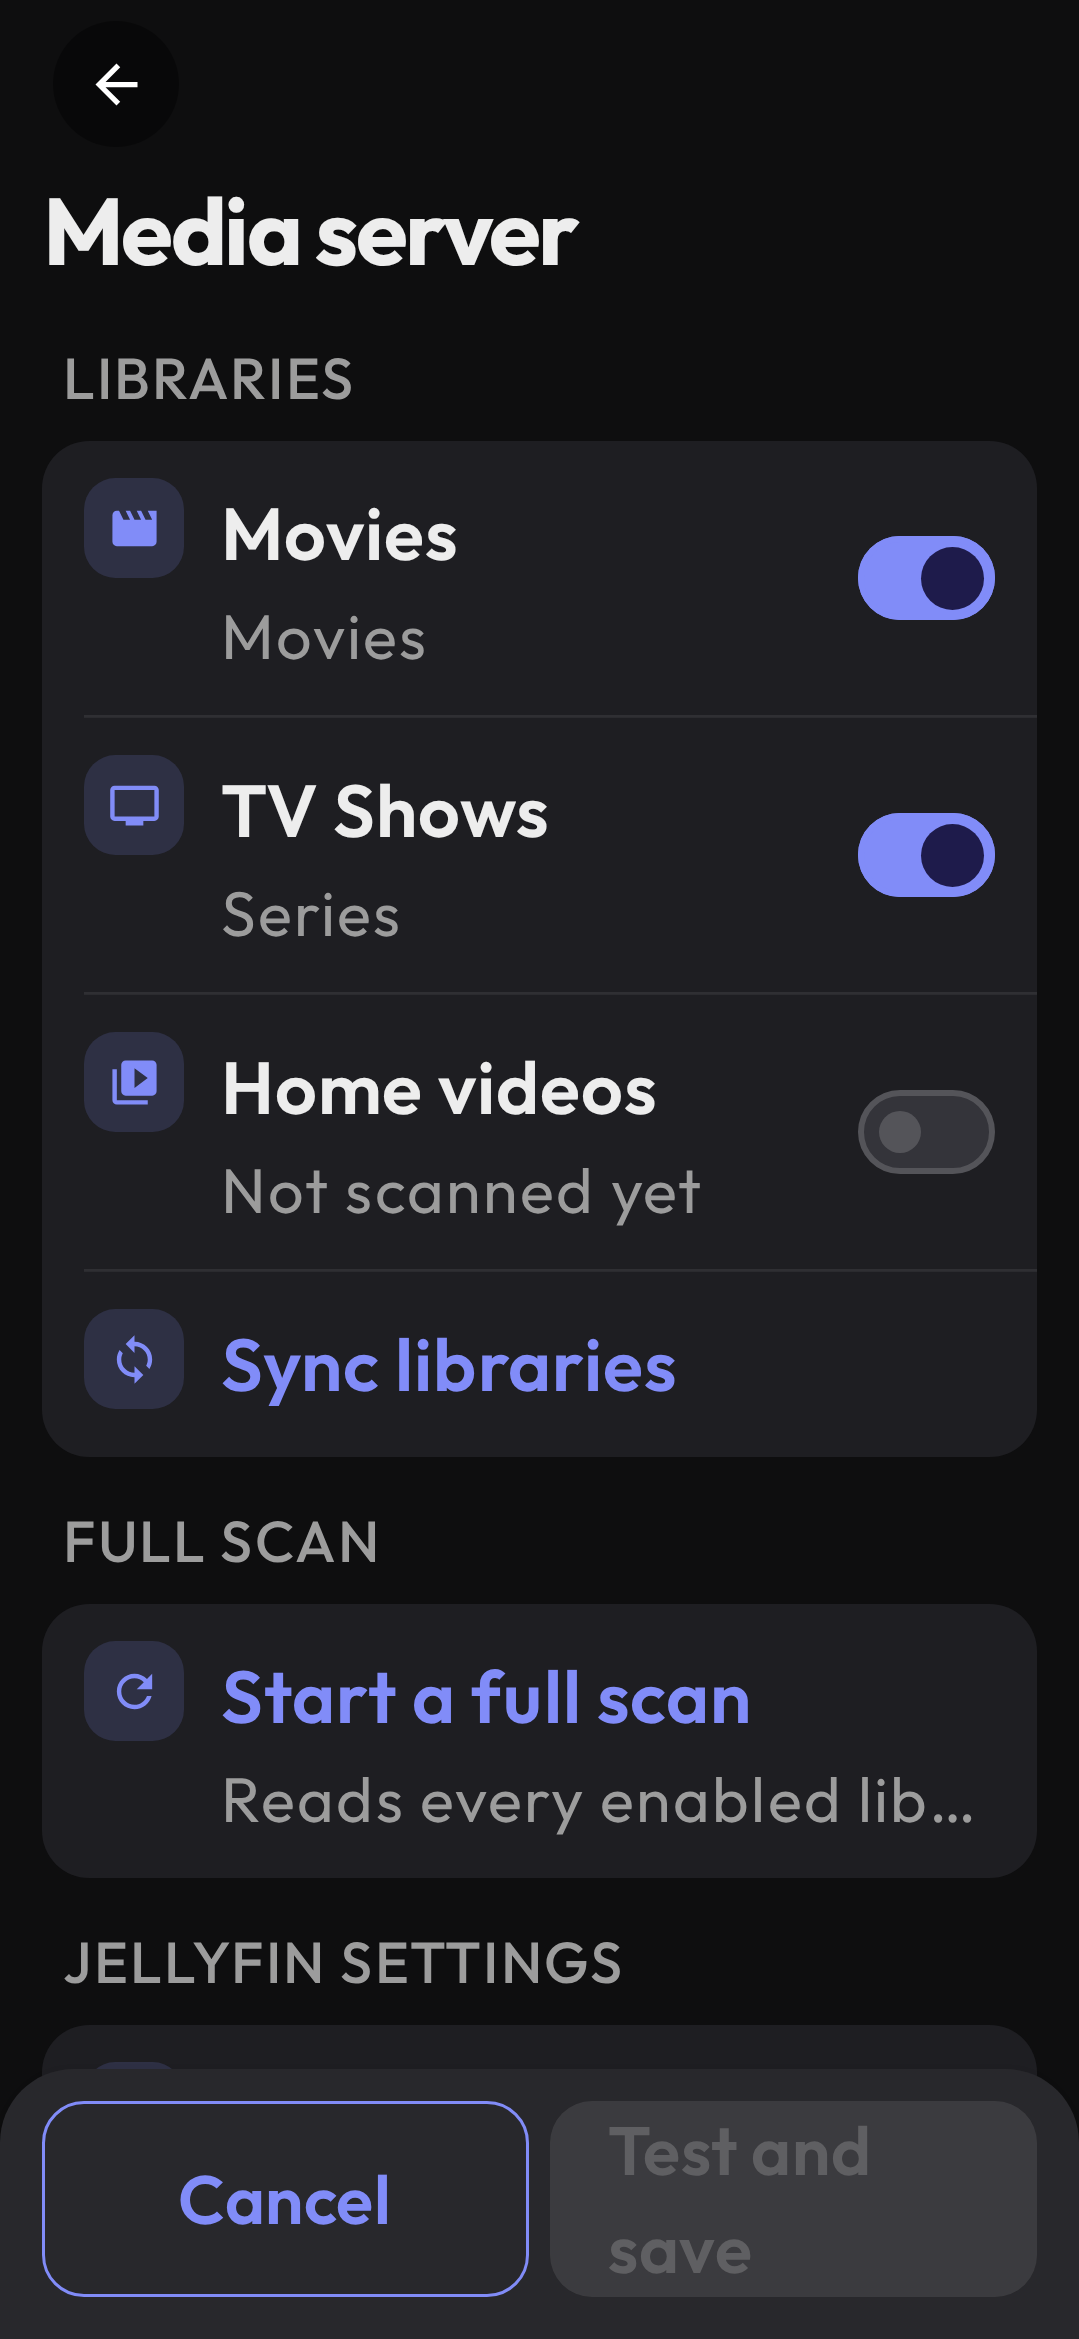 Media server
LIBRARIES
Movies
Movies
TV Shows
Series
Home videos
Not scanned yet
Sync libraries
FULL SCAN
Start a full scan
Reads every enabled lib…
JELLYFIN SETTINGS
Cancel
Test and
save